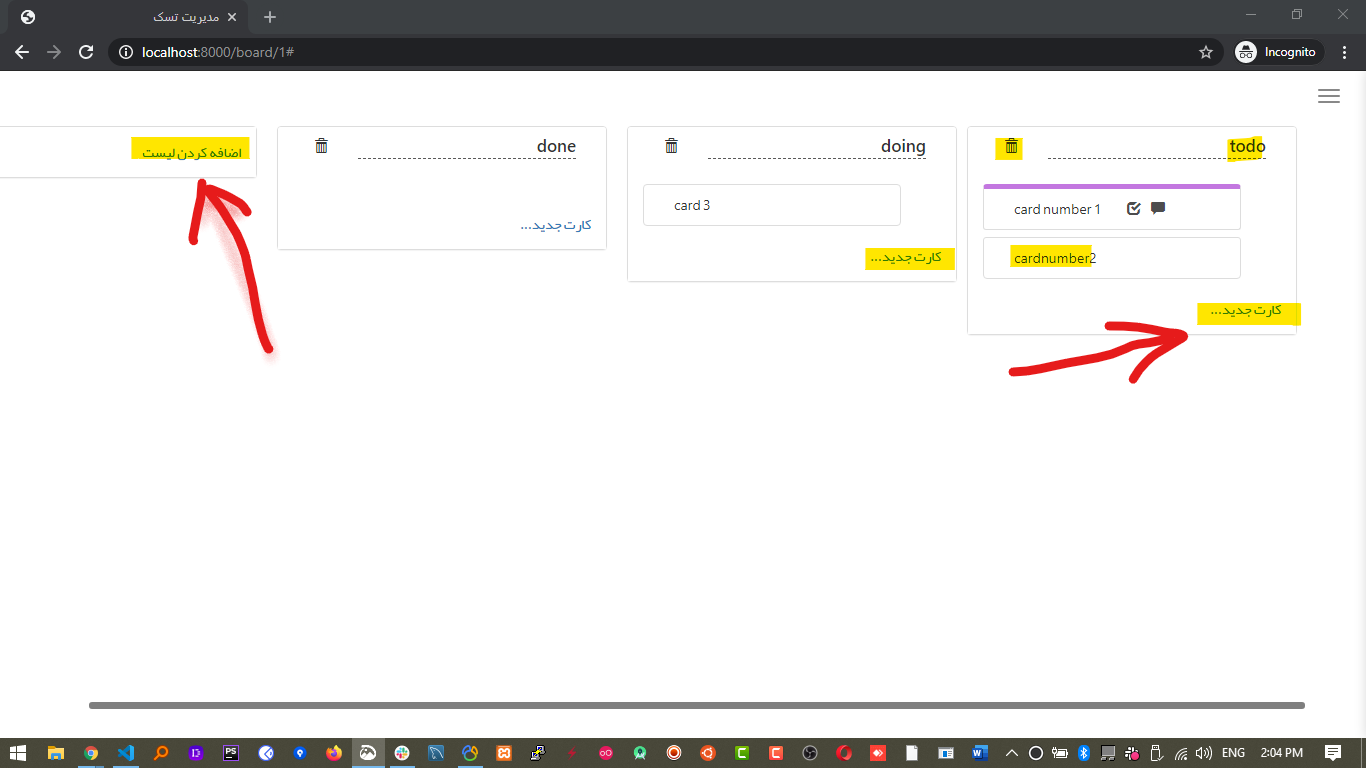 مدیریت تسک
localhost:8000/board/1#
Incognito
todo
card number 1
cardnumber2
کارت جدید...
doing
card 3
کارت جدید...
done
کارت جدید...
اضافه کردن لیست
ENG
2:04 PM